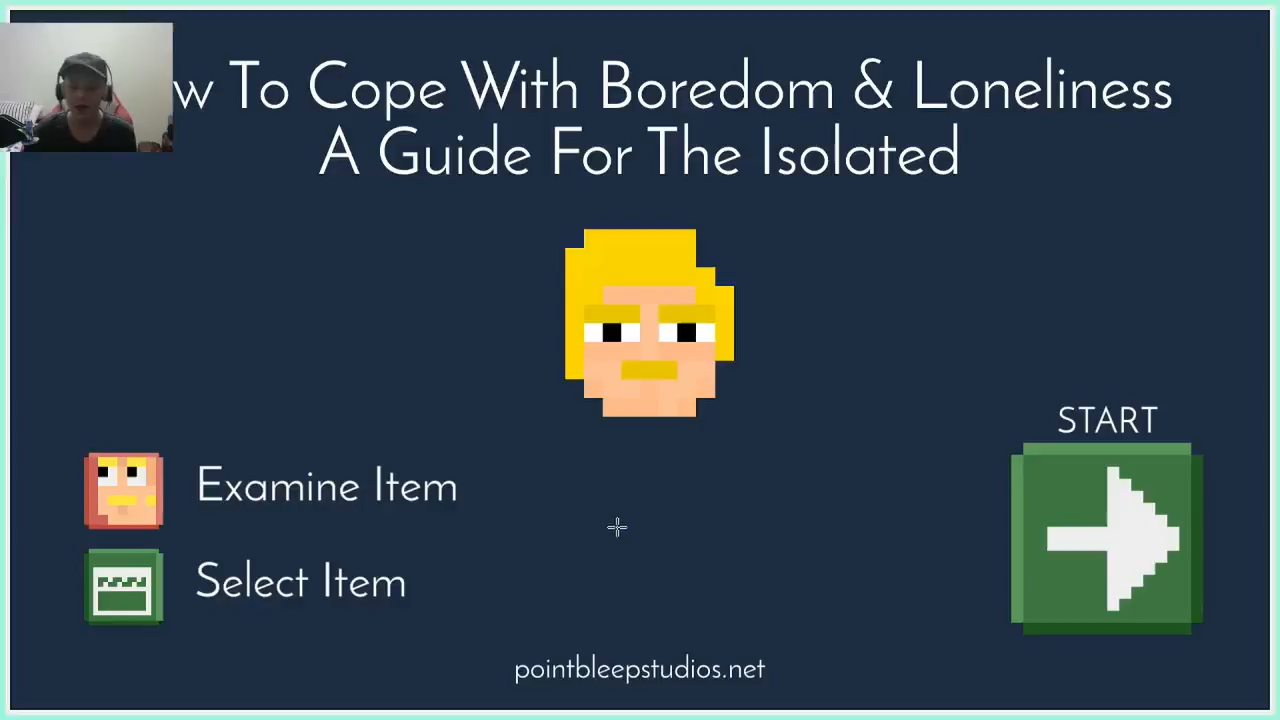 w To Cope With Boredom & Loneliness
A Guide For The Isolated
START
Examine Item
Select Item
pointbleepstudios.net